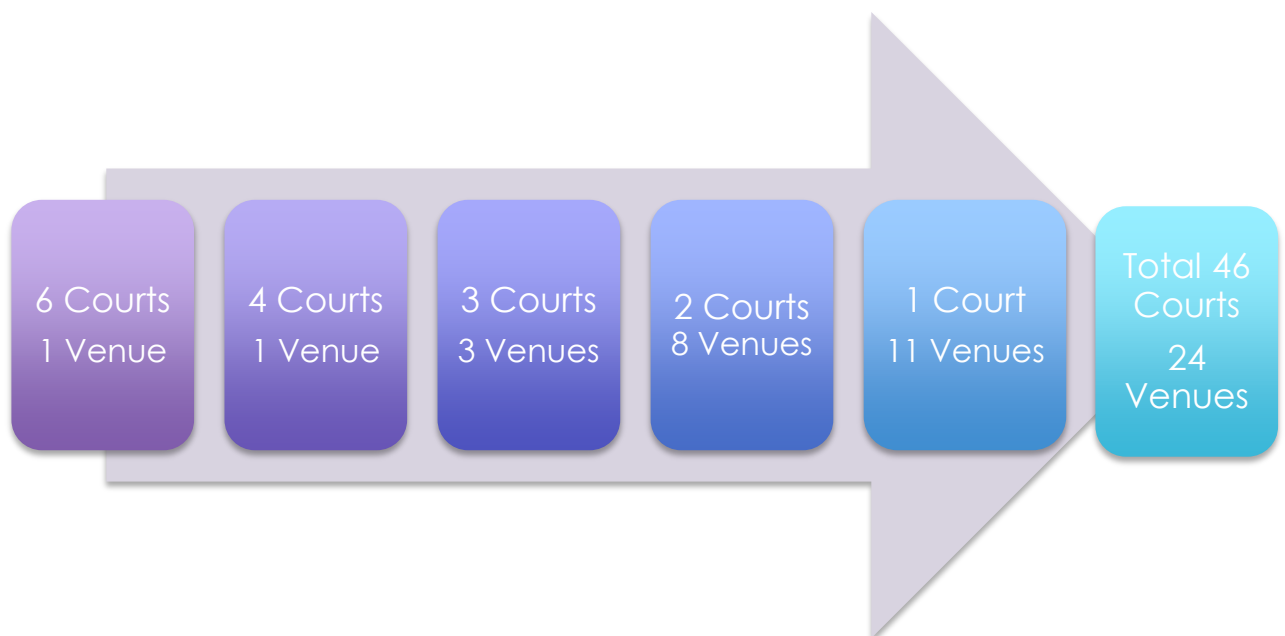 6 Courts
1 Venue
4 Courts
1 Venue
3 Courts
3 Venues
2 Courts
8 Venues
1 Court
11 Venues
Total 46
Courts
24
Venues